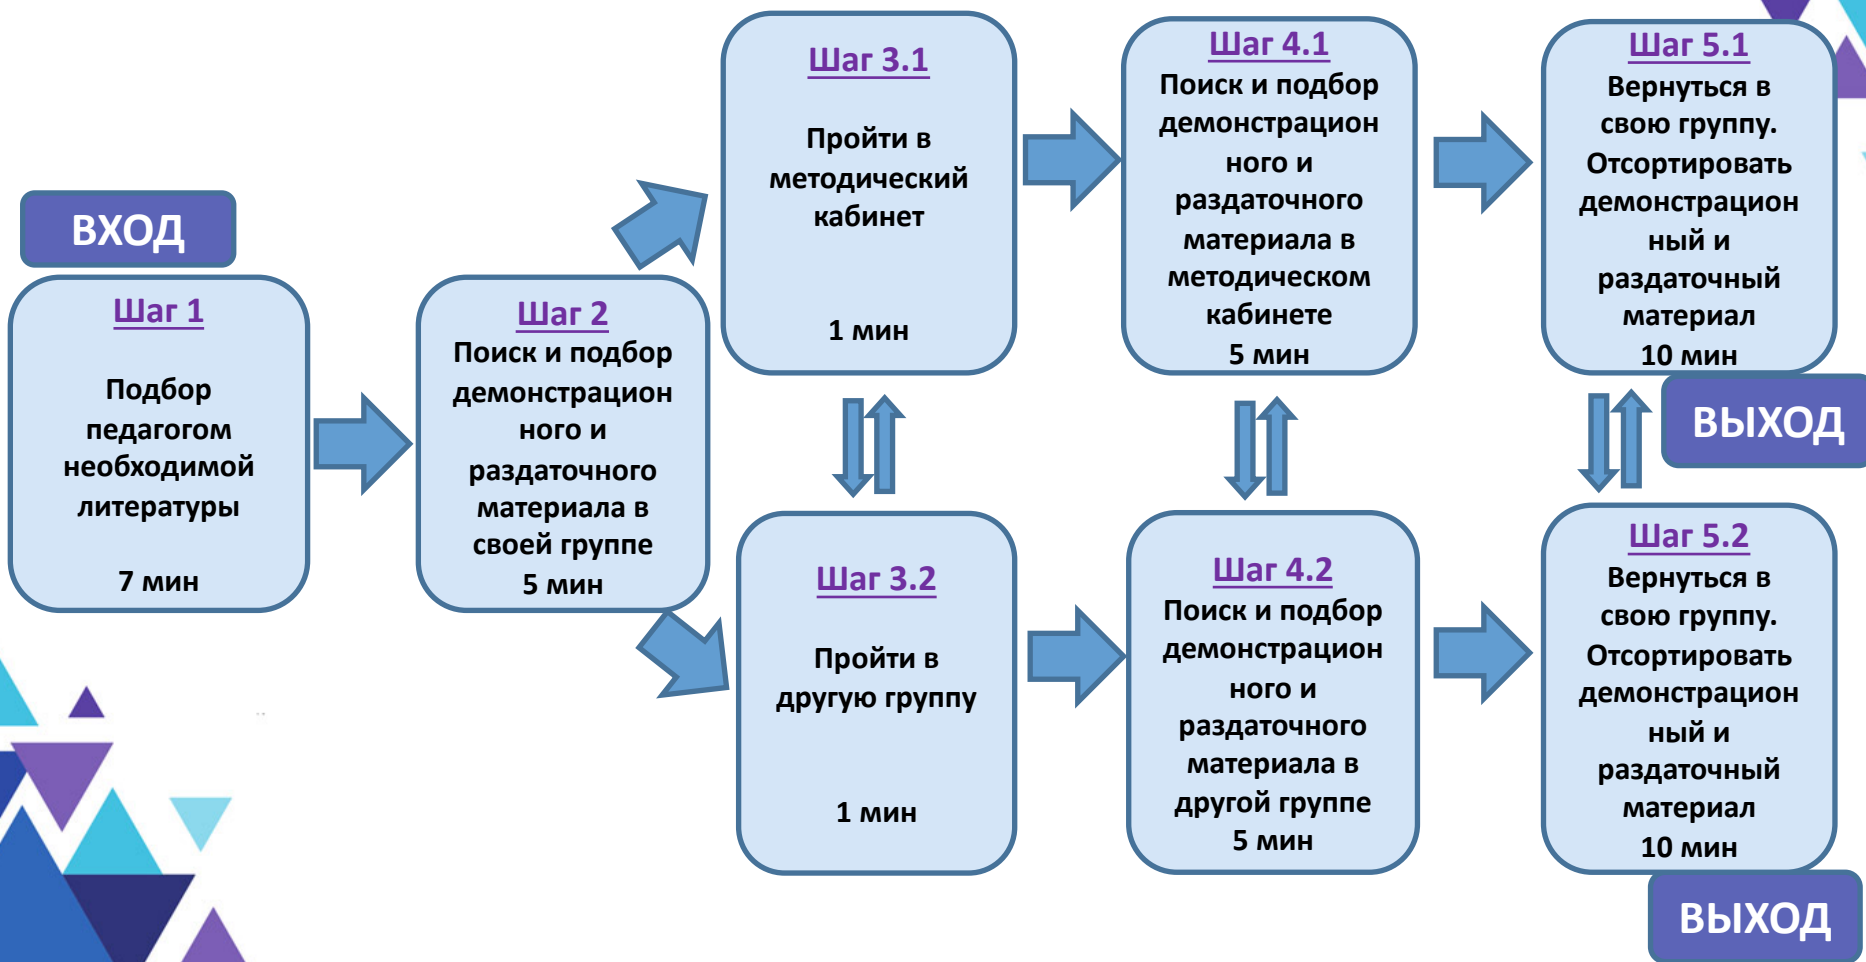 ВХОД
Шаг 1
Подбор
педагогом
необходимой
литературы
7 мин
Шаг 2
Поиск и подбор
демонстрацион
ного и
раздаточного
материала в
своей группе
5 мин
Шаг 3.1
Пройти в
методический
кабинет
1 мин
Шаг 4.1
Поиск и подбор
демонстрацион
ного и
раздаточного
материала в
методическом
кабинете
5 мин
Шаг 5.1
Вернуться в
свою группу.
Отсортировать
демонстрацион
ный и
раздаточный
материал
10 мин
ВЫХОД
Шаг 3.2
Пройти в
другую группу
1 мин
Шаг 4.2
Поиск и подбор
демонстрацион
ного и
раздаточного
материала в
другой группе
5 мин
Шаг 5.2
Вернуться в
свою группу.
Отсортировать
демонстрацион
ный и
раздаточный
материал
10 мин
ВЫХОД